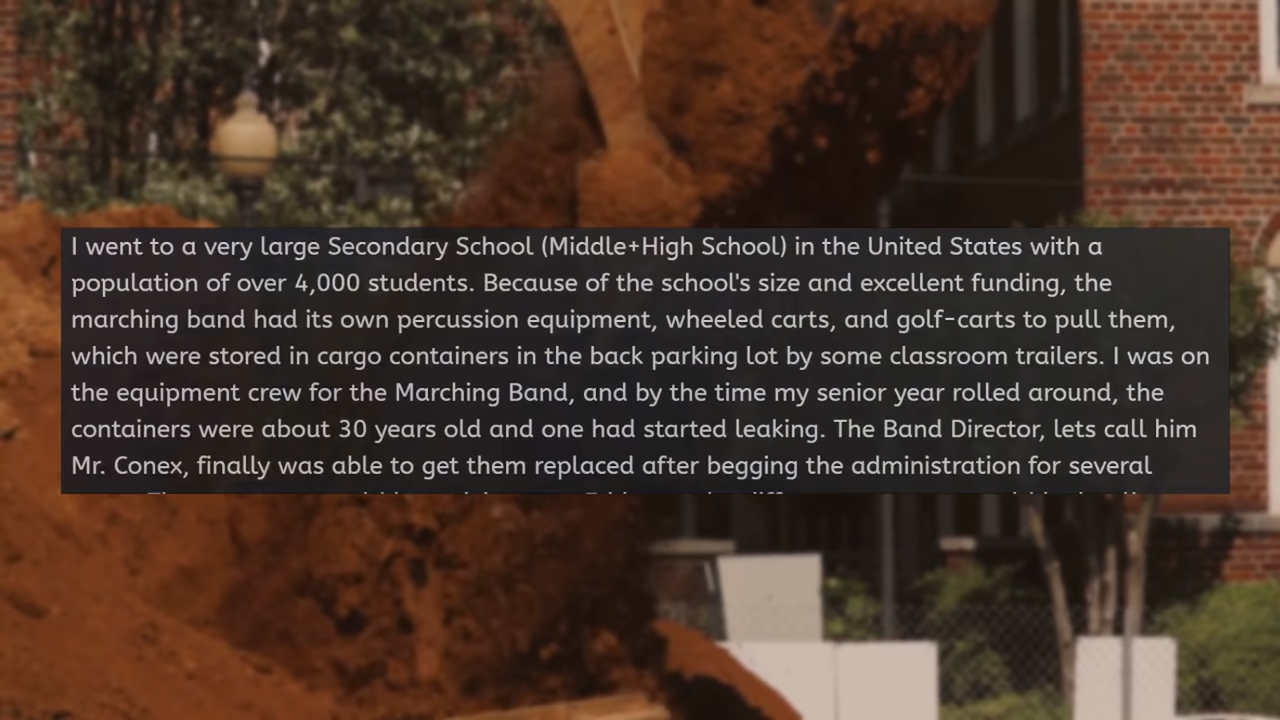 I went to a very large Secondary School (Middle+High School) in the United States with a
population of over 4,000 students. Because of the school's size and excellent funding, the
marching band had its own percussion equipment, wheeled carts, and golf-carts to pull them,
which were stored in cargo containers in the back parking lot by some classroom trailers. I was on
the equipment crew for the Marching Band, and by the time my senior year rolled around, the
containers were about 30 years old and one had started leaking. The Band Director, lets call him
Mr. Conex, finally was able to get them replaced after begging the administration for several